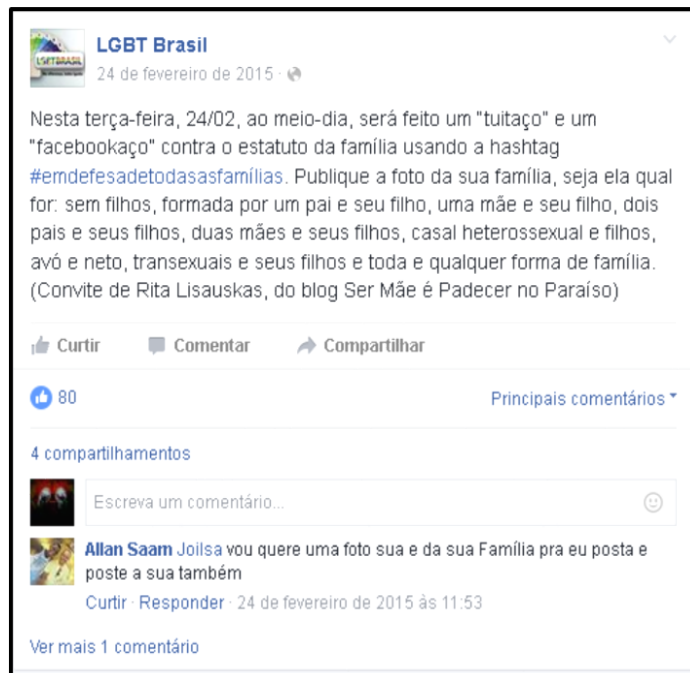 LGBT Brasil
24 de fevereiro de 2015 ·
Nesta terça-feira, 24/02, ao meio-dia, será feito um "tuitaço" e um
"facebookaço" contra o estatuto da família usando a hashtag
#emdefesadetodasasfamílias. Publique a foto da sua família, seja ela qual
for: sem filhos, formada por um pai e seu filho, uma mãe e seu filho, dois
pais e seus filhos, duas mães e seus filhos, casal heterossexual e filhos,
avó e neto, transexuais e seus filhos e toda e qualquer forma de família.
(Convite de Rita Lisauskas, do blog Ser Mãe é Padecer no Paraíso)
Curtir Comentar Compartilhar
80 Principais comentários
4 compartilhamentos
Escreva um comentário...
Allan Saam Joilsa vou quere uma foto sua e da sua Família pra eu posta e
poste a sua também
Curtir · Responder · 24 de fevereiro de 2015 às 11:53
Ver mais 1 comentário